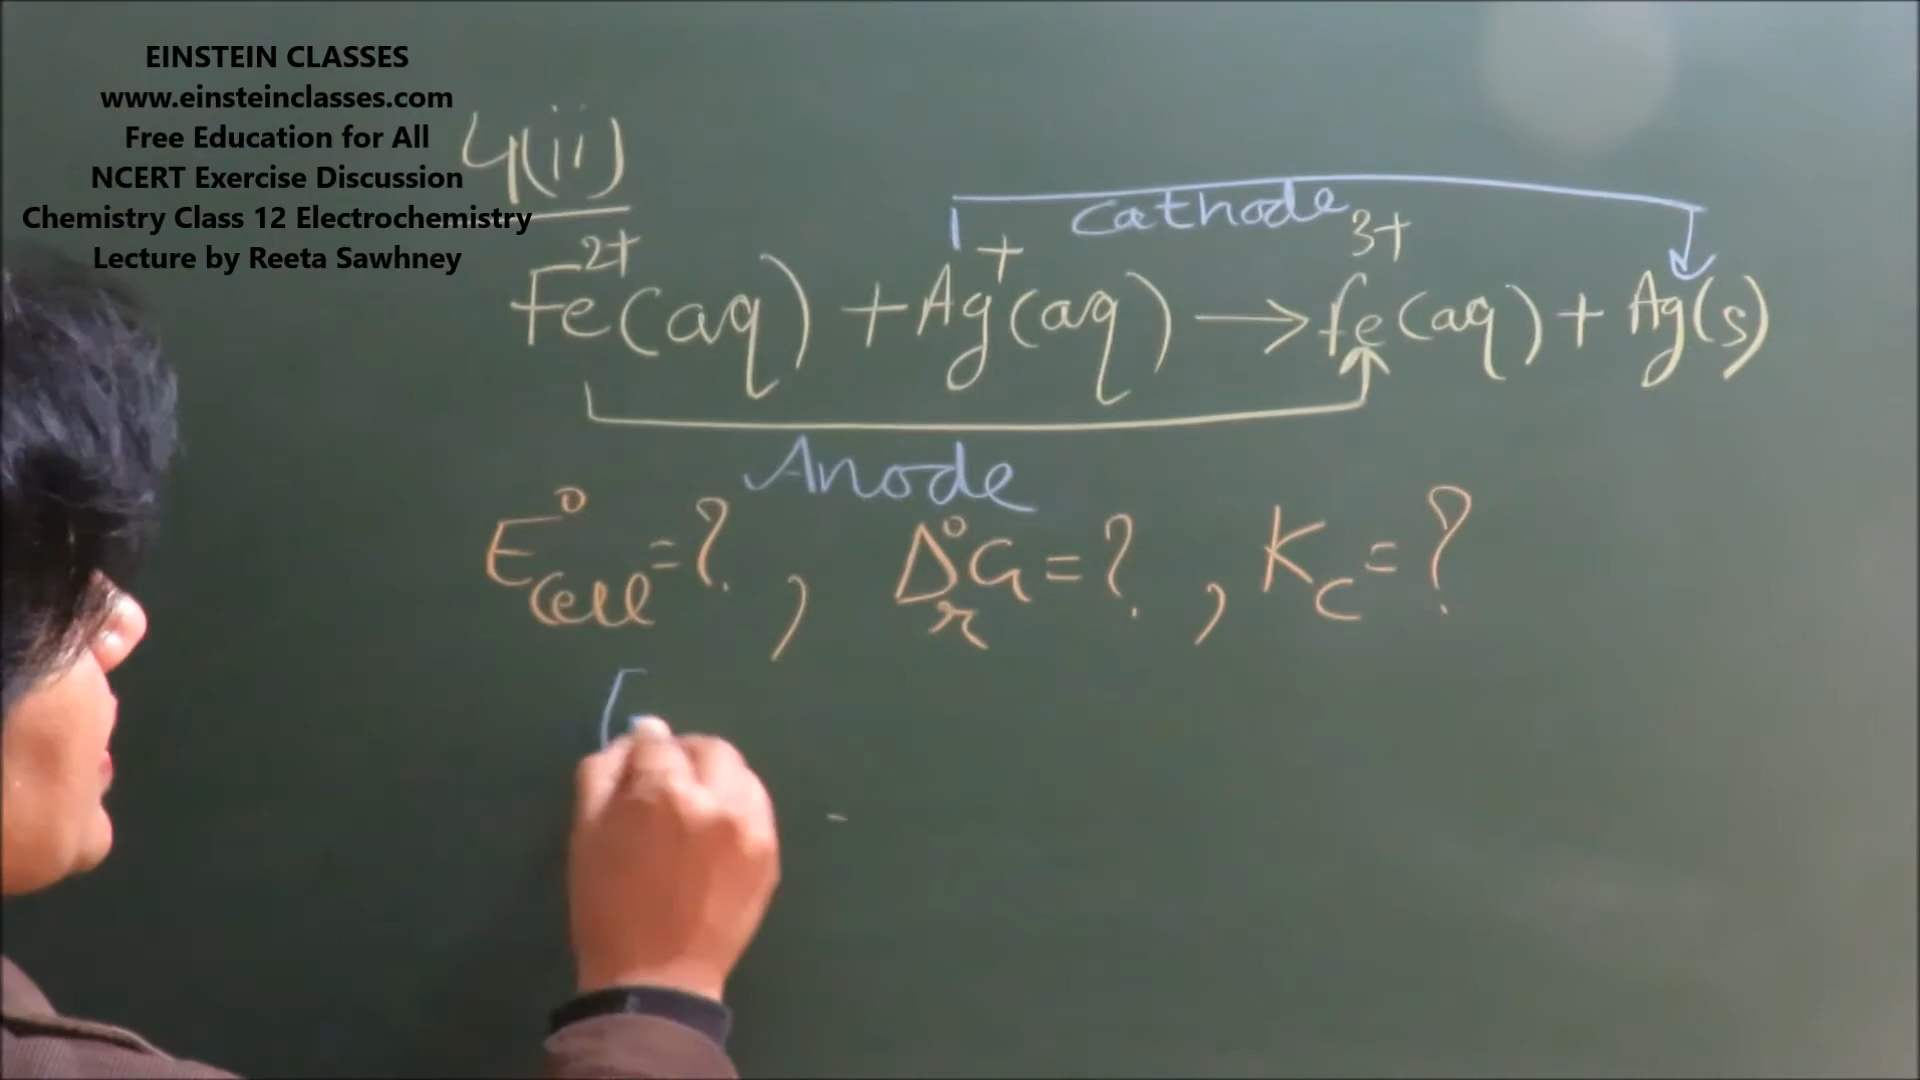 EINSTEIN CLASSES
www.einsteinclasses.com
Free Education for All
NCERT Exercise Discussion
Chemistry Class 12 Electrochemistry
Lecture by Reeta Sawhney
4(ii)
Cathode
Fe²⁺(aq) + Ag⁺(aq) → fe³⁺(aq) + Ag(s)
Anode
E°cell = ? , ΔᵣG° = ? , Kc = ?